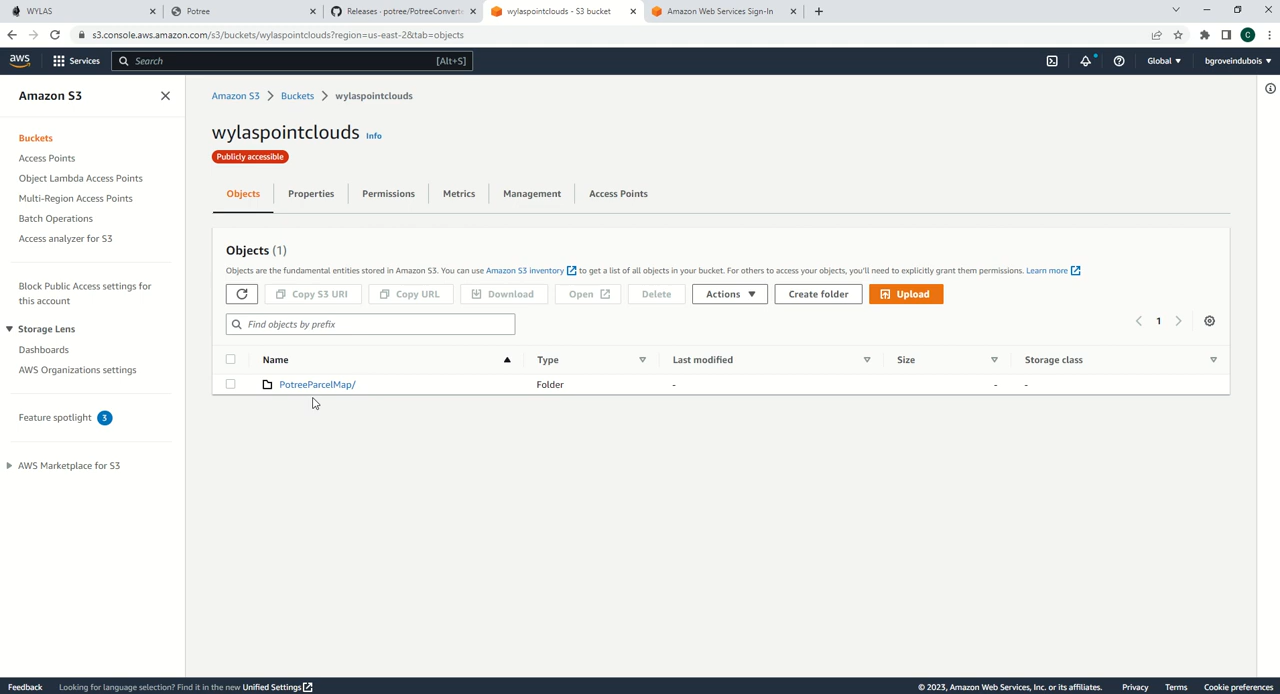 WYLAS
Potree
Releases · potree/PotreeConverte
wylaspointclouds - S3 bucket
Amazon Web Services Sign-In
s3.console.aws.amazon.com/s3/buckets/wylaspointclouds?region=us-east-2&tab=objects
C
aws
Services
Search
[Alt+S]
Global
bgroveindubois
Amazon S3
Amazon S3
Buckets
wylaspointclouds
wylaspointclouds
Info
Publicly accessible
Buckets
Access Points
Object Lambda Access Points
Multi-Region Access Points
Batch Operations
Access analyzer for S3
Block Public Access settings for
this account
Storage Lens
Dashboards
AWS Organizations settings
Feature spotlight 3
AWS Marketplace for S3
Objects
Properties
Permissions
Metrics
Management
Access Points
Objects (1)
Objects are the fundamental entities stored in Amazon S3. You can use Amazon S3 inventory to get a list of all objects in your bucket. For others to access your objects, you'll need to explicitly grant them permissions. Learn more
Copy S3 URI
Copy URL
Download
Open
Delete
Actions
Create folder
Upload
Find objects by prefix
1
Name
Type
Last modified
Size
Storage class
PotreeParcelMap/
Folder
-
-
-
Feedback
Looking for language selection? Find it in the new Unified Settings
© 2023, Amazon Web Services, Inc. or its affiliates.
Privacy
Terms
Cookie preferences